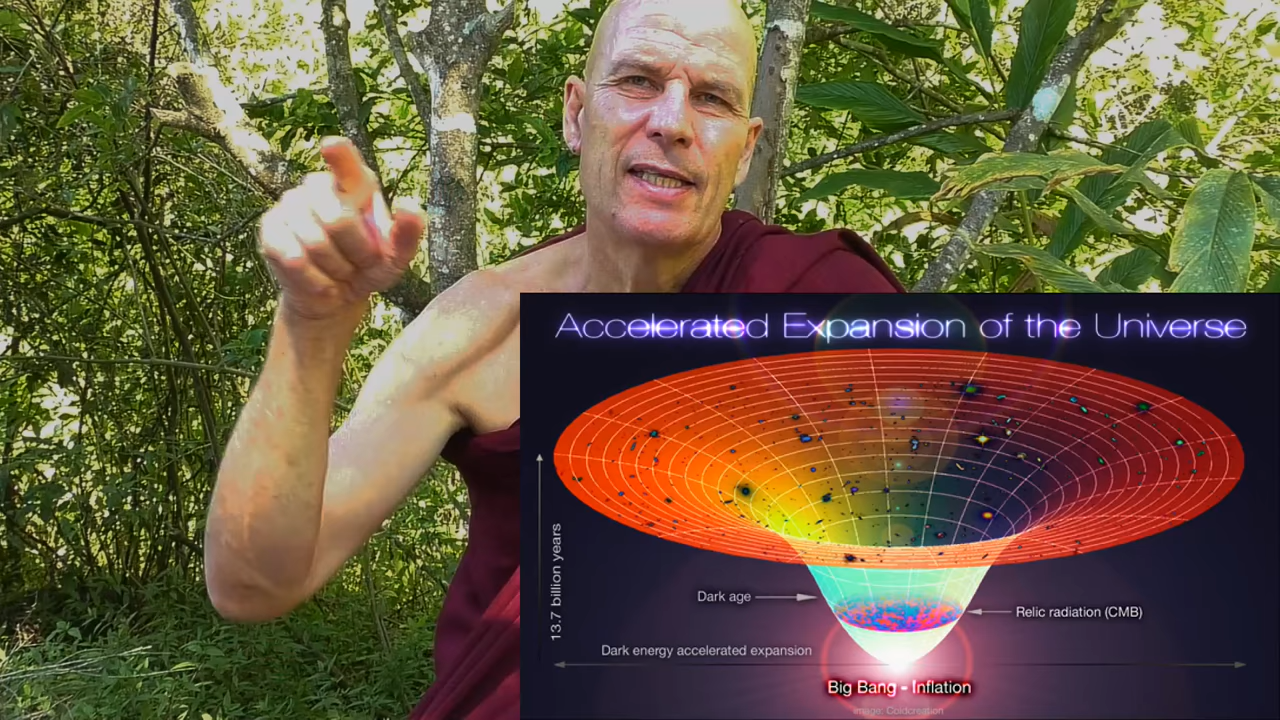 Accelerated Expansion of the Universe
13.7 billion years
Dark age
Relic radiation (CMB)
Dark energy accelerated expansion
Big Bang - Inflation
image: Coldcreation